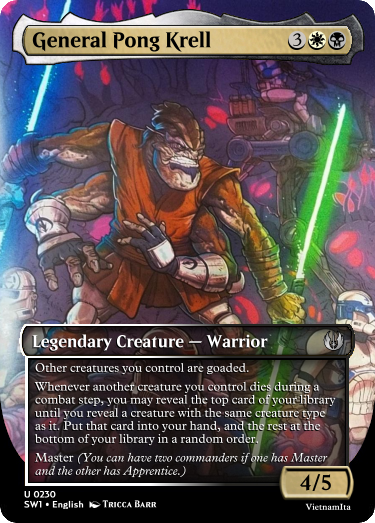 General Pong Krell
3
Legendary Creature — Warrior
Other creatures you control are goaded.
Whenever another creature you control dies during a
combat step, you may reveal the top card of your library
until you reveal a creature with the same creature type
as it. Put that card into your hand, and the rest at the
bottom of your library in a random order.
Master (You can have two commanders if one has Master
and the other has Apprentice.)
4/5
U 0230
SW1 • English Tricca Barr
VietnamIta